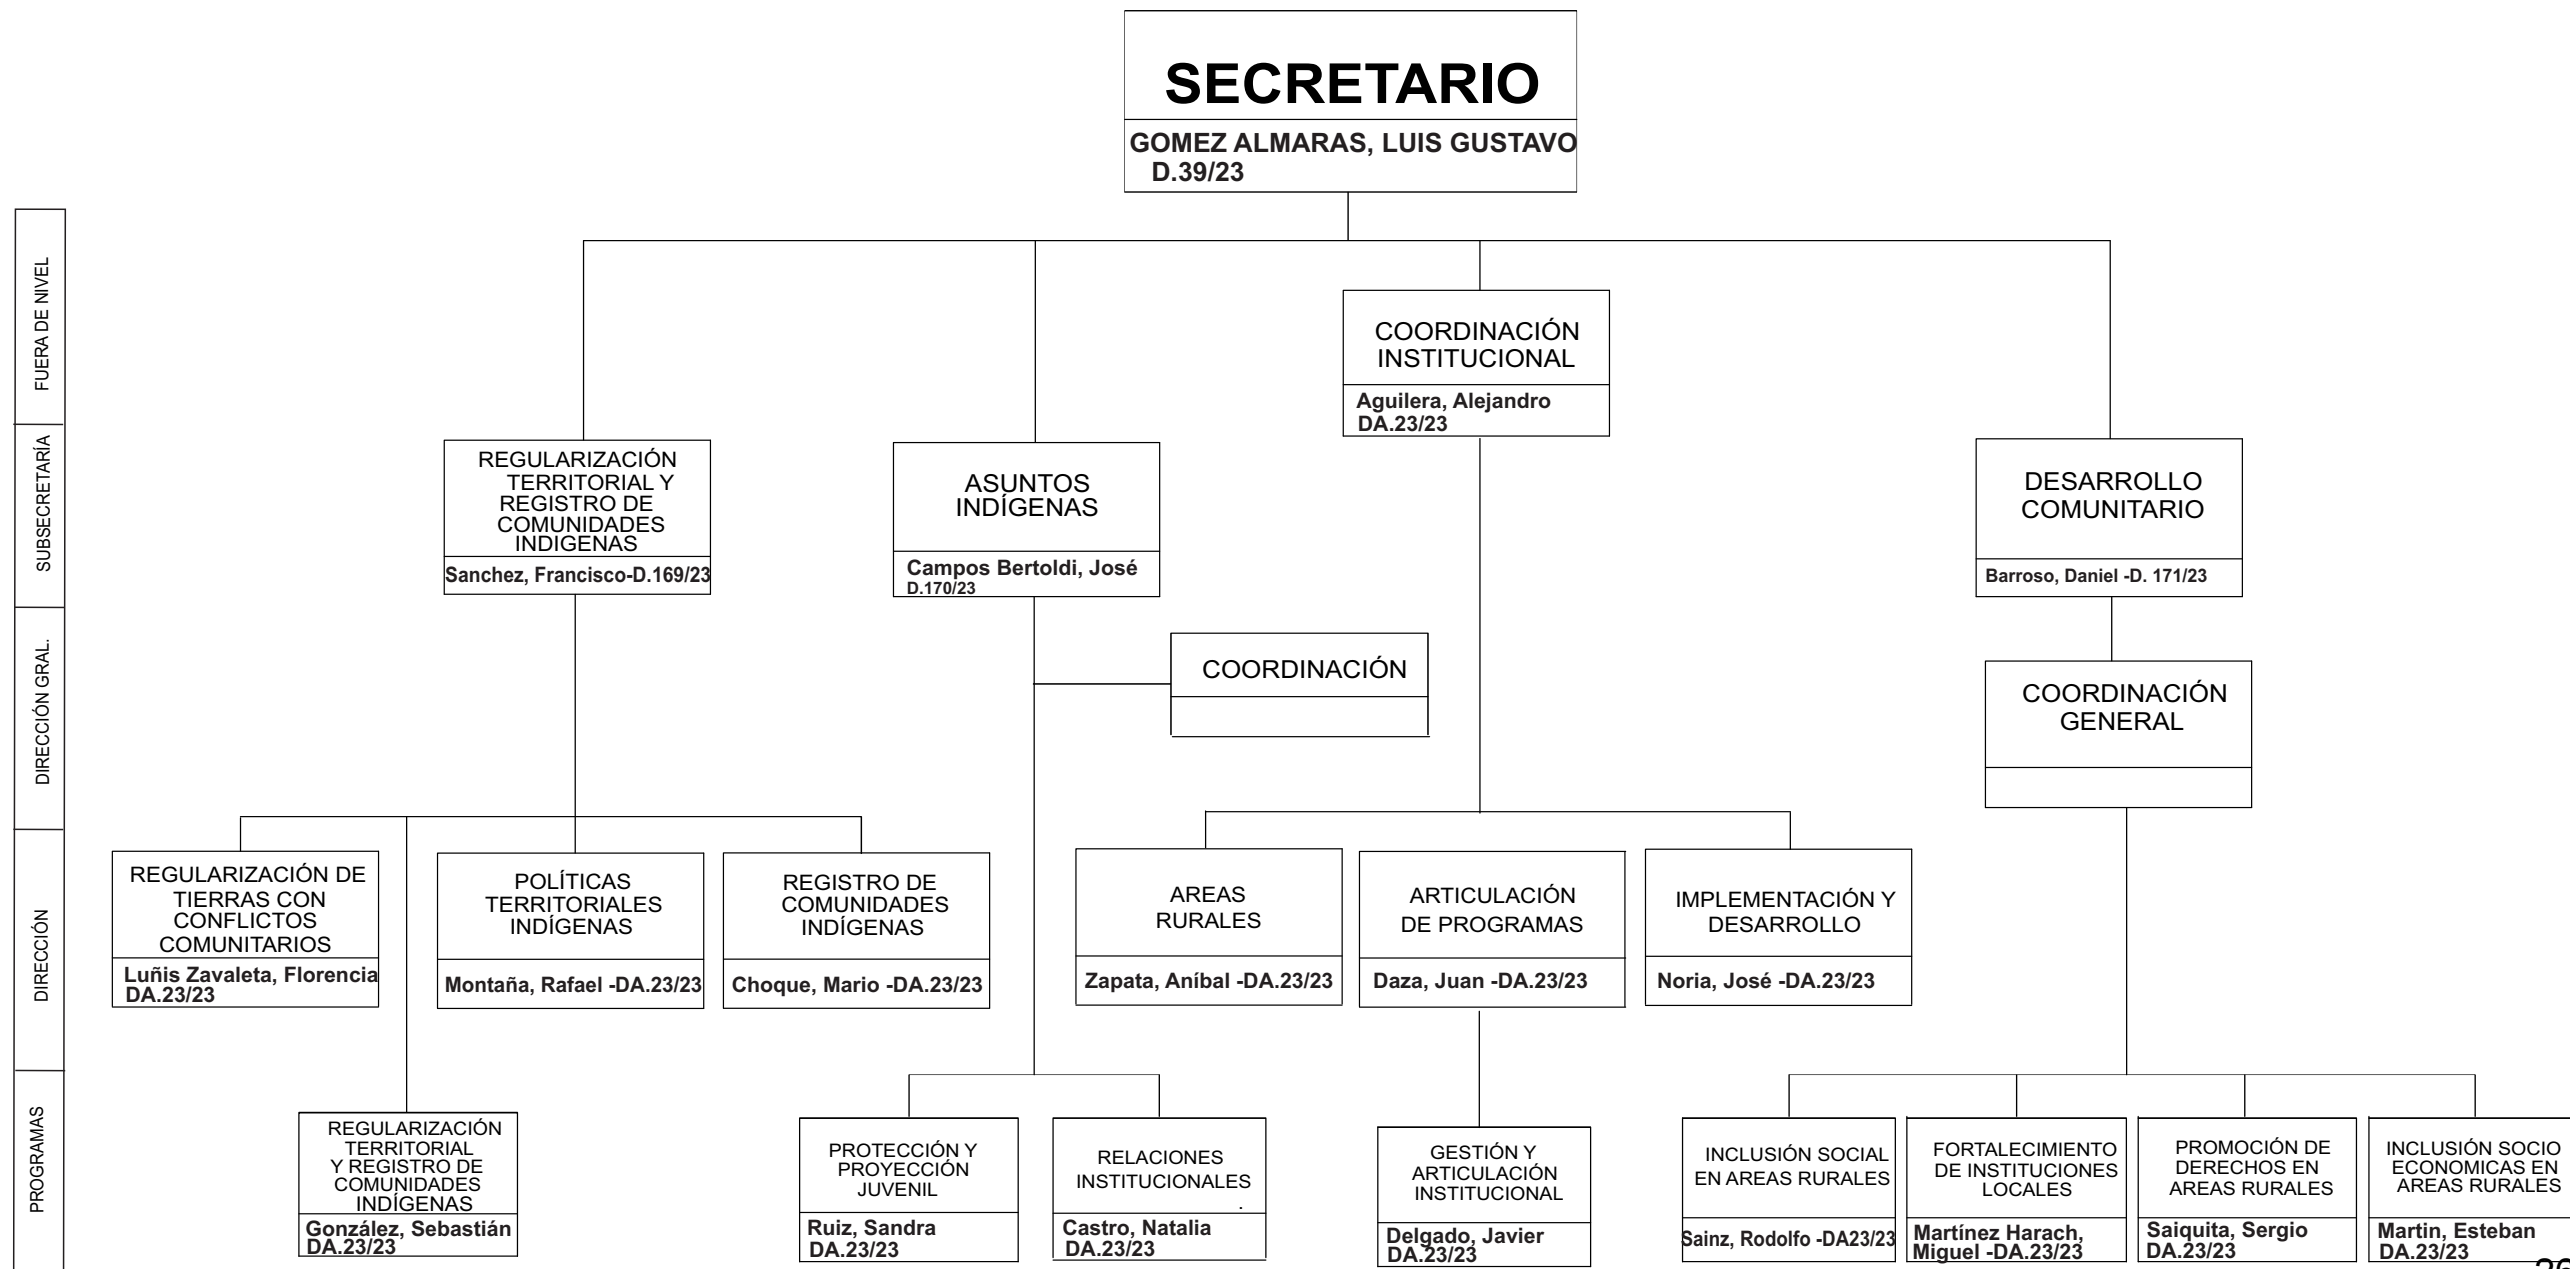 SECRETARIO
GOMEZ ALMARAS, LUIS GUSTAVO
D.39/23
FUERA DE NIVEL
COORDINACIÓN
INSTITUCIONAL
Aguilera, Alejandro
DA.23/23
SUBSECRETARÍA
REGULARIZACIÓN
TERRITORIAL Y
REGISTRO DE
COMUNIDADES
INDIGENAS
Sanchez, Francisco-D.169/23
ASUNTOS
INDÍGENAS
Campos Bertoldi, José
D.170/23
DESARROLLO
COMUNITARIO
Barroso, Daniel -D. 171/23
DIRECCIÓN GRAL.
COORDINACIÓN
COORDINACIÓN
GENERAL
DIRECCIÓN
REGULARIZACIÓN DE
TIERRAS CON
CONFLICTOS
COMUNITARIOS
Luñis Zavaleta, Florencia
DA.23/23
POLÍTICAS
TERRITORIALES
INDÍGENAS
Montaña, Rafael -DA.23/23
REGISTRO DE
COMUNIDADES
INDÍGENAS
Choque, Mario -DA.23/23
AREAS
RURALES
Zapata, Aníbal -DA.23/23
ARTICULACIÓN
DE PROGRAMAS
Daza, Juan -DA.23/23
IMPLEMENTACIÓN Y
DESARROLLO
Noria, José -DA.23/23
PROGRAMAS
REGULARIZACIÓN
TERRITORIAL
Y REGISTRO DE
COMUNIDADES
INDÍGENAS
González, Sebastián
DA.23/23
PROTECCIÓN Y
PROYECCIÓN
JUVENIL
Ruiz, Sandra
DA.23/23
RELACIONES
INSTITUCIONALES
.
Castro, Natalia
DA.23/23
GESTIÓN Y
ARTICULACIÓN
INSTITUCIONAL
Delgado, Javier
DA.23/23
INCLUSIÓN SOCIAL
EN AREAS RURALES
Sainz, Rodolfo -DA23/23
FORTALECIMIENTO
DE INSTITUCIONES
LOCALES
Martínez Harach,
Miguel -DA.23/23
PROMOCIÓN DE
DERECHOS EN
AREAS RURALES
Saiquita, Sergio
DA.23/23
INCLUSIÓN SOCIO
ECONOMICAS EN
AREAS RURALES
Martin, Esteban
DA.23/23